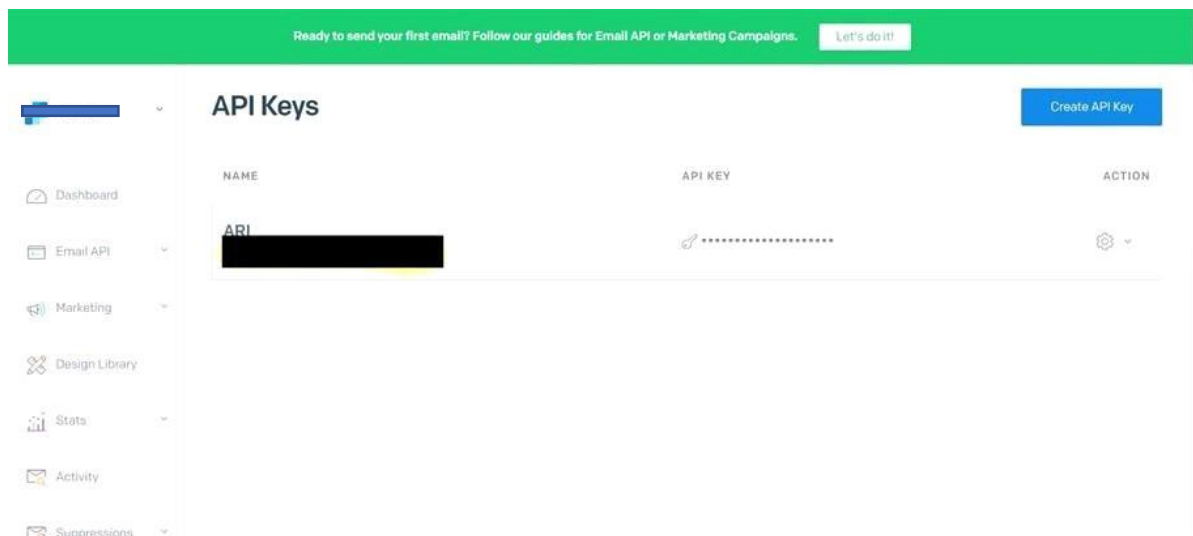 Ready to send your first email? Follow our guides for Email API or Marketing Campaigns. Let's do it!
API Keys
Create API Key
NAME API KEY ACTION
ARI
••••••••••••••••••••
Dashboard
Email API
Marketing
Design Library
Stats
Activity
Suppressions